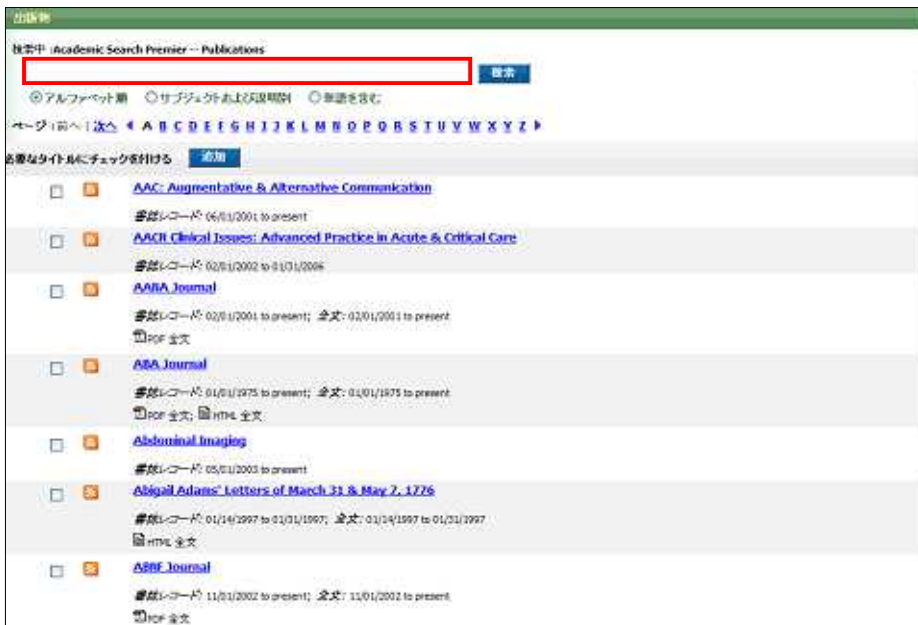 出版物
検索中 :Academic Search Premier -- Publications
検索
アルファベット順 サブジェクトおよび説明別 単語を含む
ページ:前へ | 次へ A B C D E F G H I J K L M N O P Q R S T U V W X Y Z
必要なタイトルにチェックを付ける 追加
AAC: Augmentative & Alternative Communication
書誌レコード: 06/01/2001 to present
AACN Clinical Issues: Advanced Practice in Acute & Critical Care
書誌レコード: 02/01/2002 to 01/31/2006
AANA Journal
書誌レコード: 02/01/2001 to present; 全文: 02/01/2001 to present
PDF 全文
ABA Journal
書誌レコード: 01/01/1975 to present; 全文: 01/01/1975 to present
PDF 全文; HTML 全文
Abdominal Imaging
書誌レコード: 05/01/2003 to present
Abigail Adams' Letters of March 31 & May 7, 1776
書誌レコード: 01/14/1997 to 01/31/1997; 全文: 01/14/1997 to 01/31/1997
HTML 全文
ABNF Journal
書誌レコード: 11/01/2002 to present; 全文: 11/01/2002 to present
PDF 全文